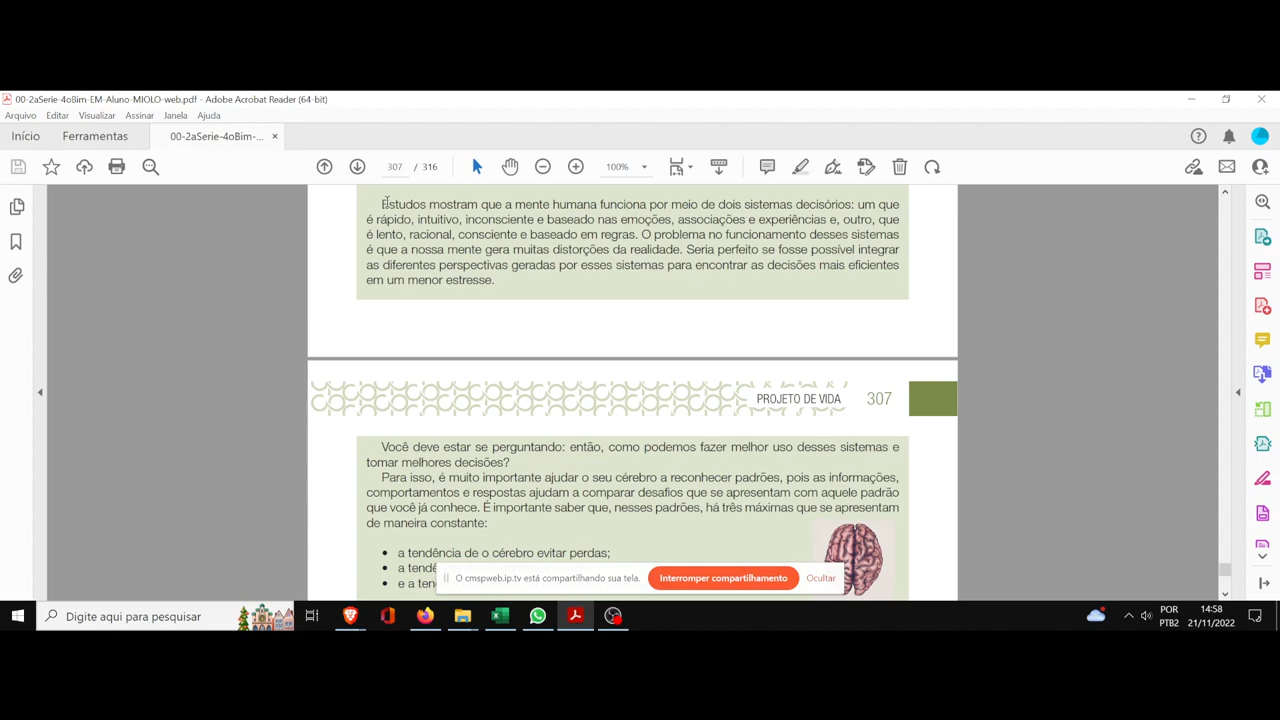 00-2aSerie-4oBim-EM-Aluno-MIOLO-web.pdf - Adobe Acrobat Reader (64-bit)
Arquivo Editar Visualizar Assinar Janela Ajuda
Início Ferramentas 00-2aSerie-4oBim-... ×
307 / 316 100%
Estudos mostram que a mente humana funciona por meio de dois sistemas decisórios: um que
é rápido, intuitivo, inconsciente e baseado nas emoções, associações e experiências e, outro, que
é lento, racional, consciente e baseado em regras. O problema no funcionamento desses sistemas
é que a nossa mente gera muitas distorções da realidade. Seria perfeito se fosse possível integrar
as diferentes perspectivas geradas por esses sistemas para encontrar as decisões mais eficientes
em um menor estresse.
PROJETO DE VIDA 307
Você deve estar se perguntando: então, como podemos fazer melhor uso desses sistemas e
tomar melhores decisões?
Para isso, é muito importante ajudar o seu cérebro a reconhecer padrões, pois as informações,
comportamentos e respostas ajudam a comparar desafios que se apresentam com aquele padrão
que você já conhece. É importante saber que, nesses padrões, há três máximas que se apresentam
de maneira constante:
• a tendência de o cérebro evitar perdas;
• a
• e a
O cmspweb.ip.tv está compartilhando sua tela. Interromper compartilhamento Ocultar
Digite aqui para pesquisar
POR 14:58
PTB2 21/11/2022